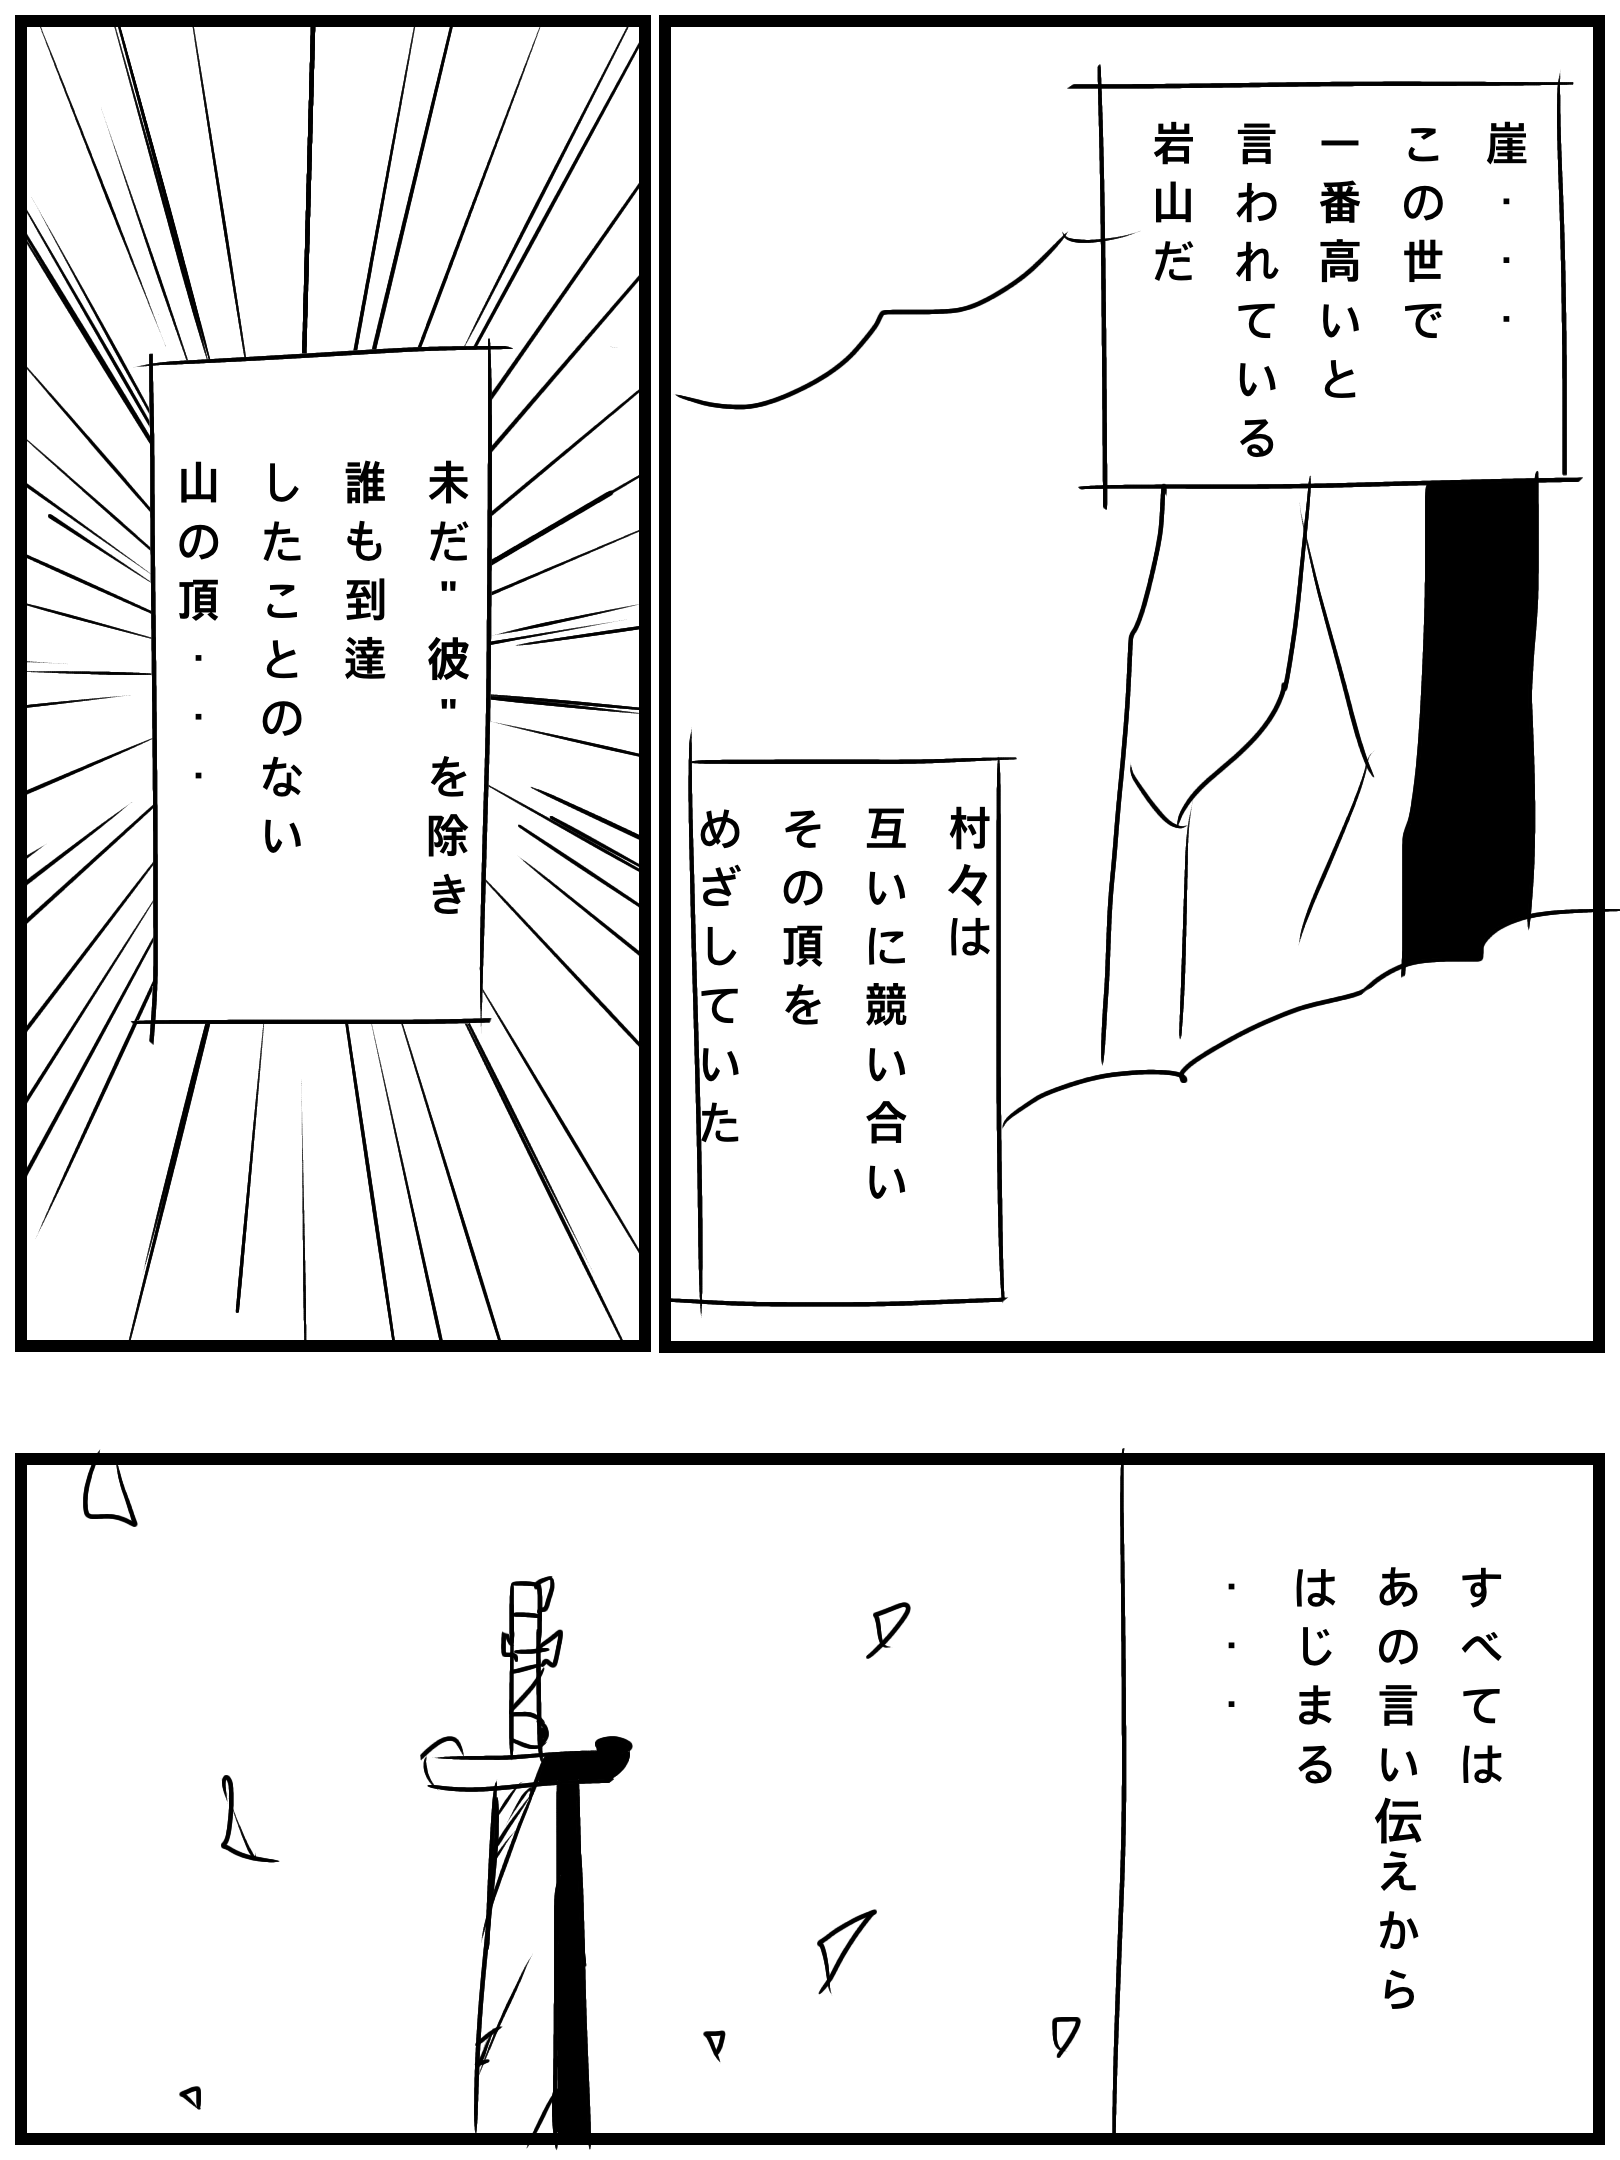 崖・・・
この世で
一番高いと
言われている
岩山だ
村々は
互いに競い合い
その頂を
めざしていた
未だ"彼"を除き
誰も到達
したことのない
山の頂・・・
すべては
あの言い伝えから
はじまる
・・・